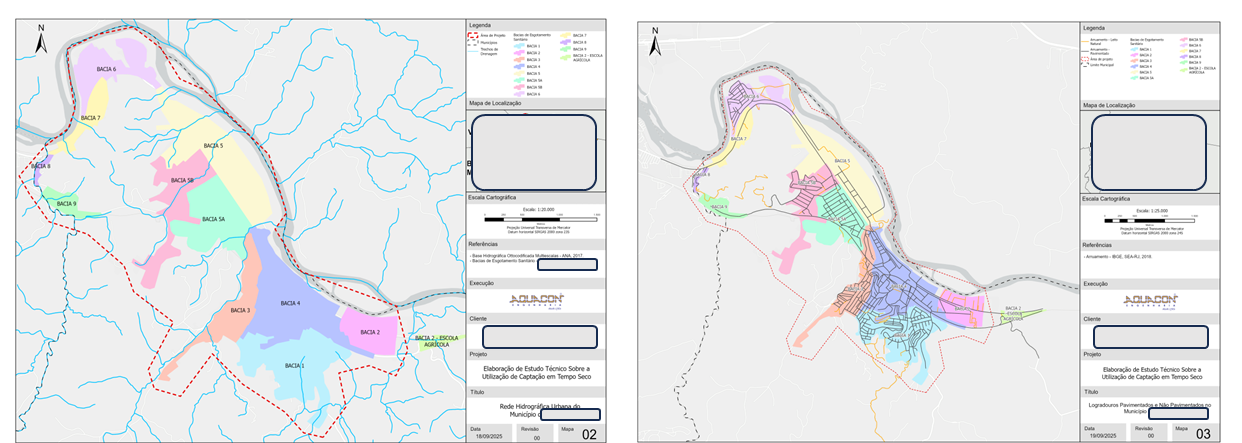 N
BACIA 6
BACIA 7
BACIA 8
BACIA 9
BACIA 5
BACIA 5B
BACIA 5A
BACIA 4
BACIA 3
BACIA 2
BACIA 1
BACIA 2 - ESCOLA
AGRÍCOLA
Legenda
Área de Projeto
Municípios
Trechos de
Drenagem
Bacias de Esgotamento
Sanitário
BACIA 1
BACIA 2
BACIA 3
BACIA 4
BACIA 5
BACIA 5A
BACIA 5B
BACIA 6
BACIA 7
BACIA 8
BACIA 9
BACIA 2 - ESCOLA
AGRÍCOLA
Mapa de Localização
Escala Cartográfica
Escala: 1:25.000
Projeção Universal Transversa de Mercator
Datum horizontal SIRGAS 2000 zona 23S
Referências
- Base Hidrográfica Ottocodificada Multiescalas - ANA, 2017.
- Bacias de Esgotamento Sanitário
Execução
AQUACON
ENGENHARIA
Cliente
Projeto
Elaboração de Estudo Técnico Sobre a
Utilização de Captação em Tempo Seco
Título
Rede Hidrográfica Urbana do
Município
Data
18/09/2025
Revisão
00
Mapa
02
N
BACIA 6
BACIA 7
BACIA 5
BACIA 9
BACIA 2 -
ESCOLA
AGRÍCOLA
Legenda
Arruamento - Leito
Natural
Arruamento -
Pavimentado
Área de projeto
Limite Municipal
Bacias de Esgotamento
Sanitário
BACIA 1
BACIA 2
BACIA 3
BACIA 4
BACIA 5
BACIA 5A
BACIA 5B
BACIA 6
BACIA 7
BACIA 8
BACIA 9
BACIA 2 - ESCOLA
AGRÍCOLA
Mapa de Localização
Escala Cartográfica
Escala: 1:25.000
Projeção Universal Transversa de Mercator
Referências
- Arruamento - IBGE, SEA-RJ, 2018
Execução
AQUACON
ENGENHARIA
Cliente
Projeto
Elaboração de Estudo Técnico Sobre a
Utilização de Captação em Tempo Seco
Título
Logradouros Pavimentados e Não Pavimentados no
Município
Data
19/09/2025
Revisão
00
Mapa
03